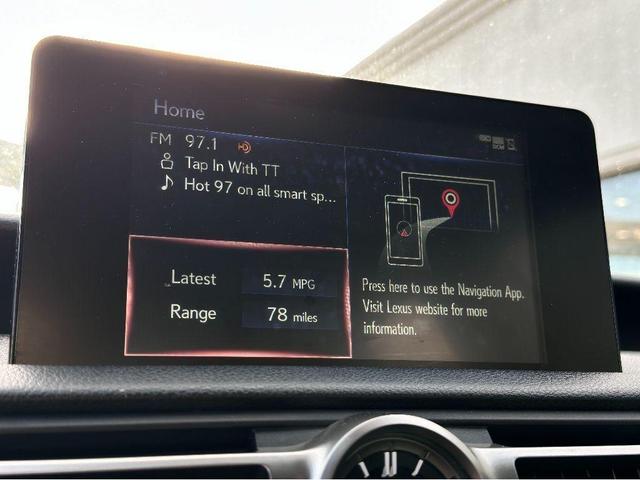 Home
FM 97.1 HD
Tap In With TT
Hot 97 on all smart sp...
Latest 5.7 MPG
Range 78 miles
Press here to use the Navigation App.
Visit Lexus website for more
information.